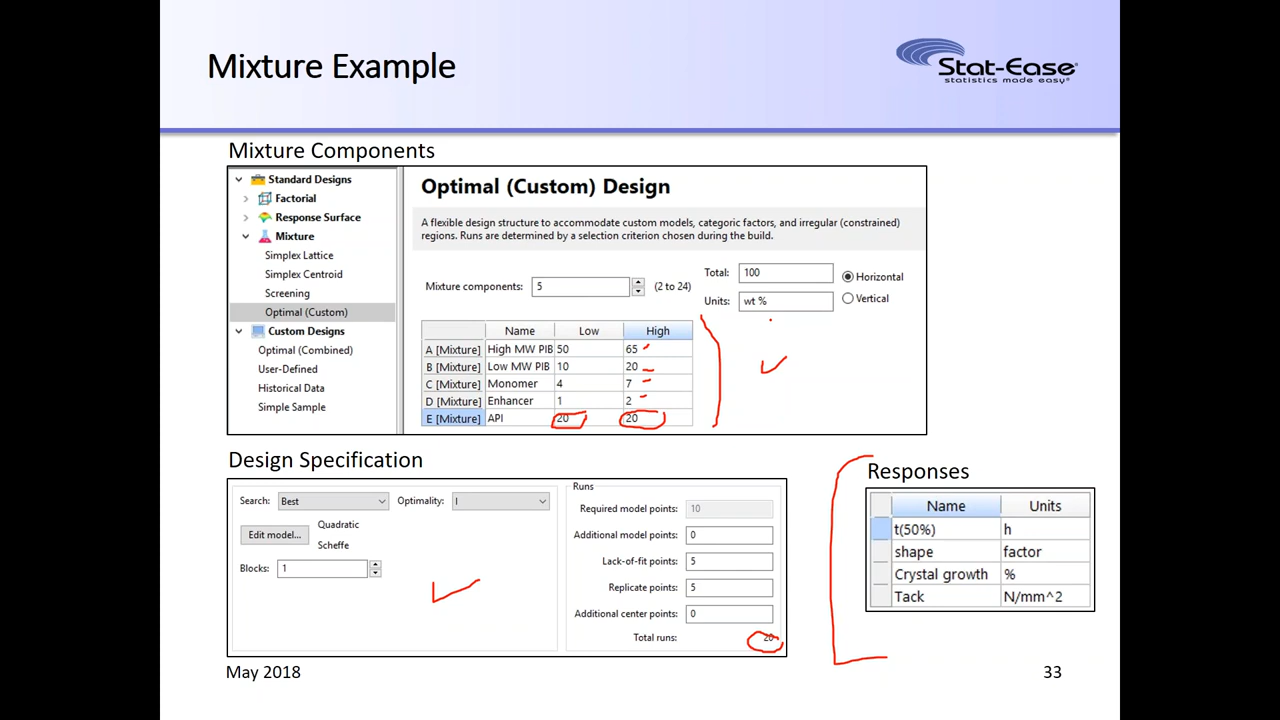 Mixture Example
Stat-Ease
statistics made easy®
Mixture Components
Standard Designs
Factorial
Response Surface
Mixture
Simplex Lattice
Simplex Centroid
Screening
Optimal (Custom)
Custom Designs
Optimal (Combined)
User-Defined
Historical Data
Simple Sample
Optimal (Custom) Design
A flexible design structure to accommodate custom models, categoric factors, and irregular (constrained)
regions. Runs are determined by a selection criterion chosen during the build.
Mixture components: 5 (2 to 24)
Total: 100
Horizontal
Units: wt %
Vertical
Name Low High
A [Mixture] High MW PIB 50 65
B [Mixture] Low MW PIB 10 20
C [Mixture] Monomer 4 7
D [Mixture] Enhancer 1 2
E [Mixture] API 20 20
Design Specification
Search: Best Optimality: I
Edit model... Quadratic
Scheffe
Blocks: 1
Runs
Required model points: 10
Additional model points: 0
Lack-of-fit points: 5
Replicate points: 5
Additional center points: 0
Total runs: 20
Responses
Name Units
t(50%) h
shape factor
Crystal growth %
Tack N/mm^2
May 2018
33